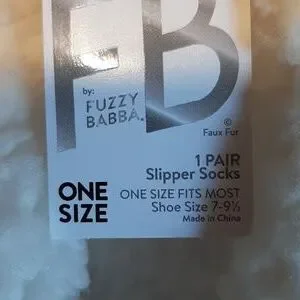 FB
by:
FUZZY
BABBA.
©
Faux Fur
1 PAIR
Slipper Socks
ONE SIZE
ONE SIZE FITS MOST
Shoe Size 7-9½
Made in China